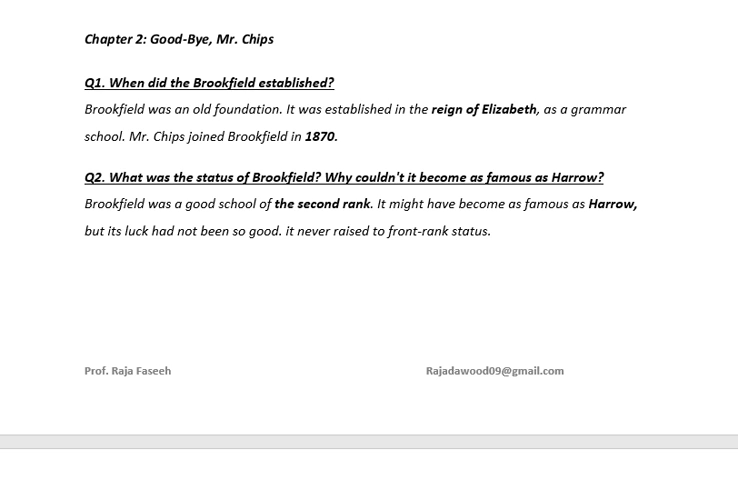 Chapter 2: Good-Bye, Mr. Chips
Q1. When did the Brookfield established?
Brookfield was an old foundation. It was established in the reign of Elizabeth, as a grammar
school. Mr. Chips joined Brookfield in 1870.
Q2. What was the status of Brookfield? Why couldn't it become as famous as Harrow?
Brookfield was a good school of the second rank. It might have become as famous as Harrow,
but its luck had not been so good. it never raised to front-rank status.
Prof. Raja Faseeh Rajadawood09@gmail.com